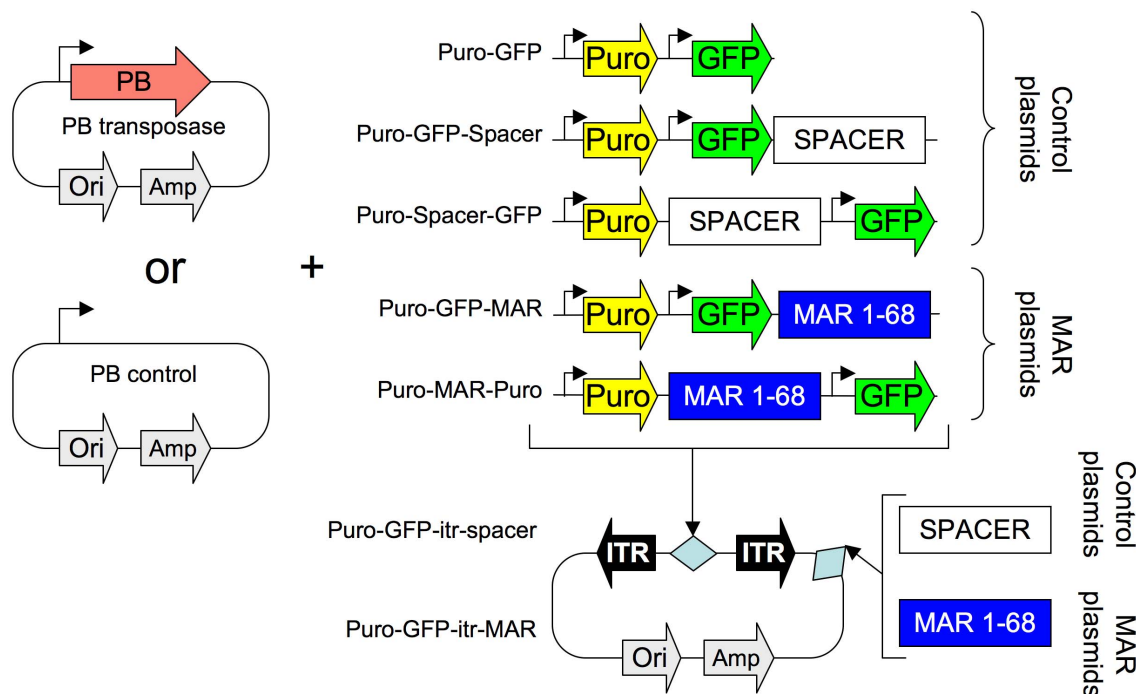 PB
PB transposase
Ori
Amp
or
+
PB control
Ori
Amp
Puro-GFP
Puro
GFP
Puro-GFP-Spacer
Puro
GFP
SPACER
Puro-Spacer-GFP
Puro
SPACER
GFP
Control
plasmids
Puro-GFP-MAR
Puro
GFP
MAR 1-68
Puro-MAR-Puro
Puro
MAR 1-68
GFP
MAR
plasmids
Puro-GFP-itr-spacer
ITR
ITR
Puro-GFP-itr-MAR
Ori
Amp
SPACER
Control
plasmids
MAR 1-68
MAR
plasmids